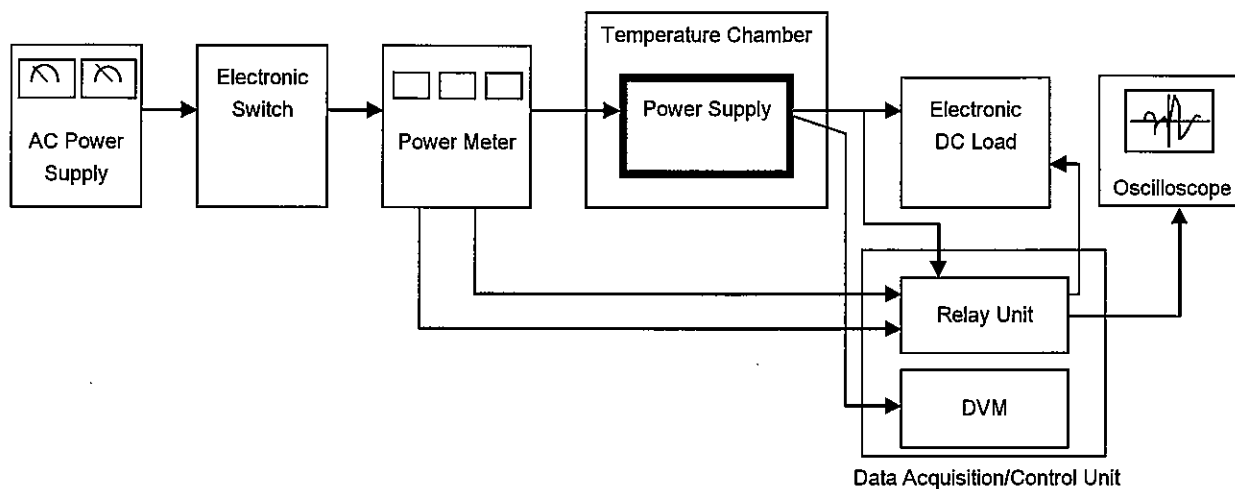 AC Power
Supply
Electronic
Switch
Power Meter
Temperature Chamber
Power Supply
Electronic
DC Load
Oscilloscope
Relay Unit
DVM
Data Acquisition/Control Unit